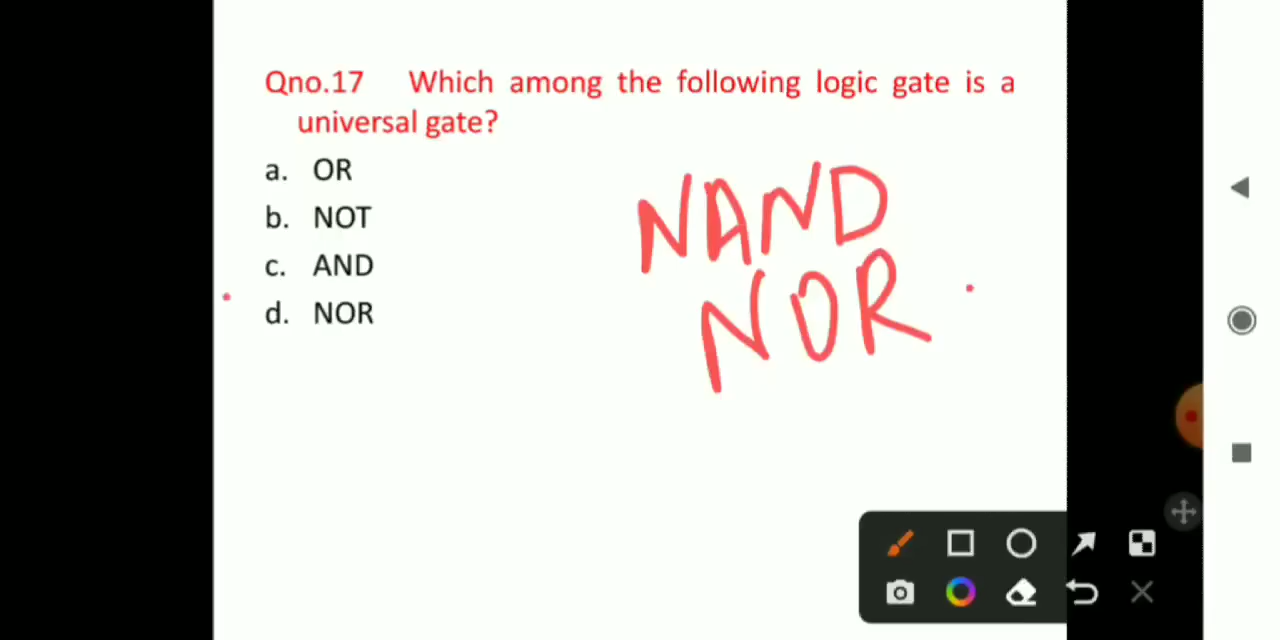 Qno.17 Which among the following logic gate is a
universal gate?
a. OR
b. NOT
c. AND
d. NOR
NAND
NOR